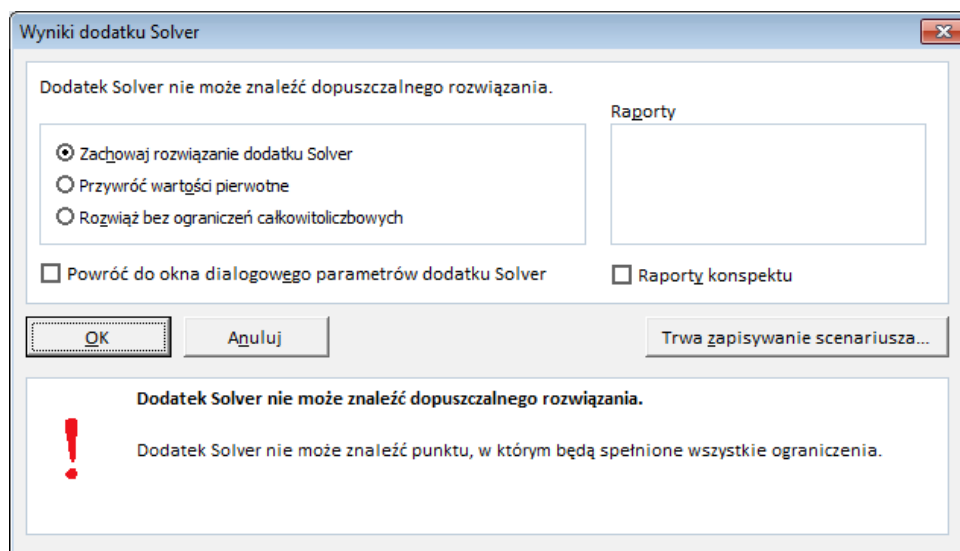 Wyniki dodatku Solver
Dodatek Solver nie może znaleźć dopuszczalnego rozwiązania.
Raporty
Zachowaj rozwiązanie dodatku Solver
Przywróć wartości pierwotne
Rozwiąż bez ograniczeń całkowitoliczbowych
Powróć do okna dialogowego parametrów dodatku Solver
Raporty konspektu
OK
Anuluj
Trwa zapisywanie scenariusza...
Dodatek Solver nie może znaleźć dopuszczalnego rozwiązania.
Dodatek Solver nie może znaleźć punktu, w którym będą spełnione wszystkie ograniczenia.